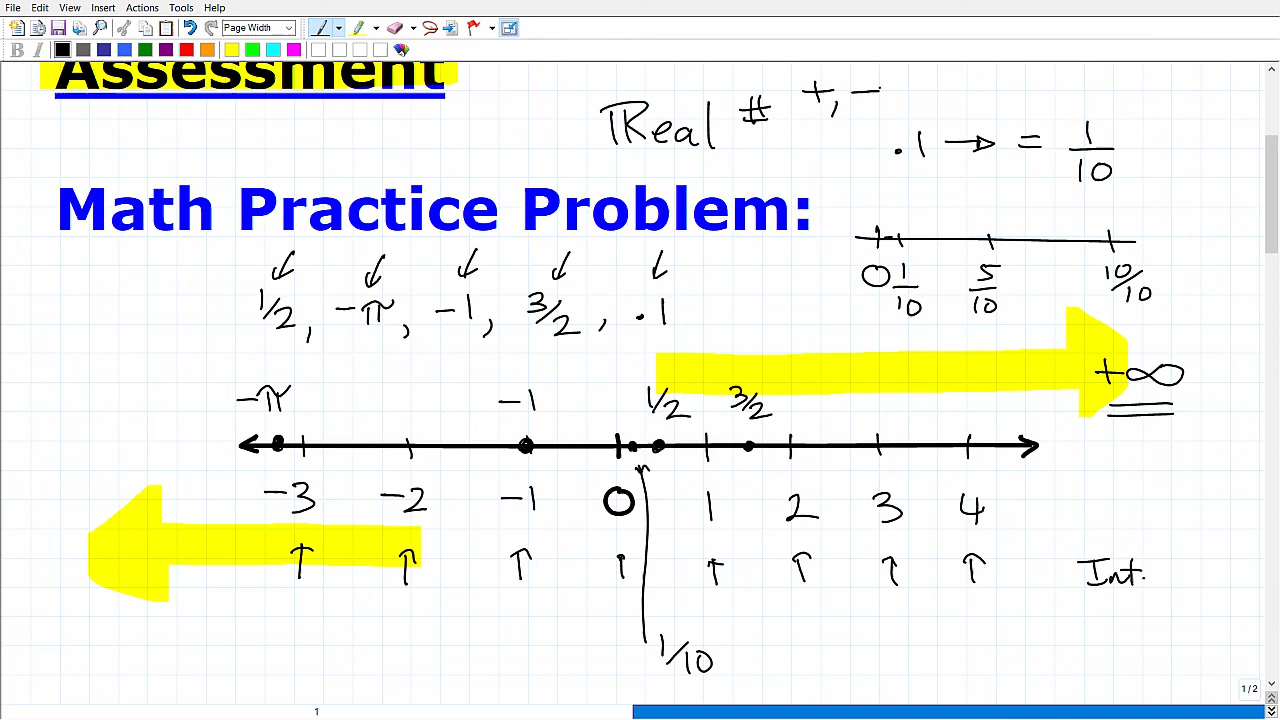 File Edit View Insert Actions Tools Help
Page Width
B I
Assessment
Real # +, -
.1 → = 1/10
Math Practice Problem:
0 1/10 5/10 10/10
1/2, -π, -1, 3/2, .1
+∞
-π -1 1/2 3/2
-3 -2 -1 0 1 2 3 4
Int.
1/10
1/2
1